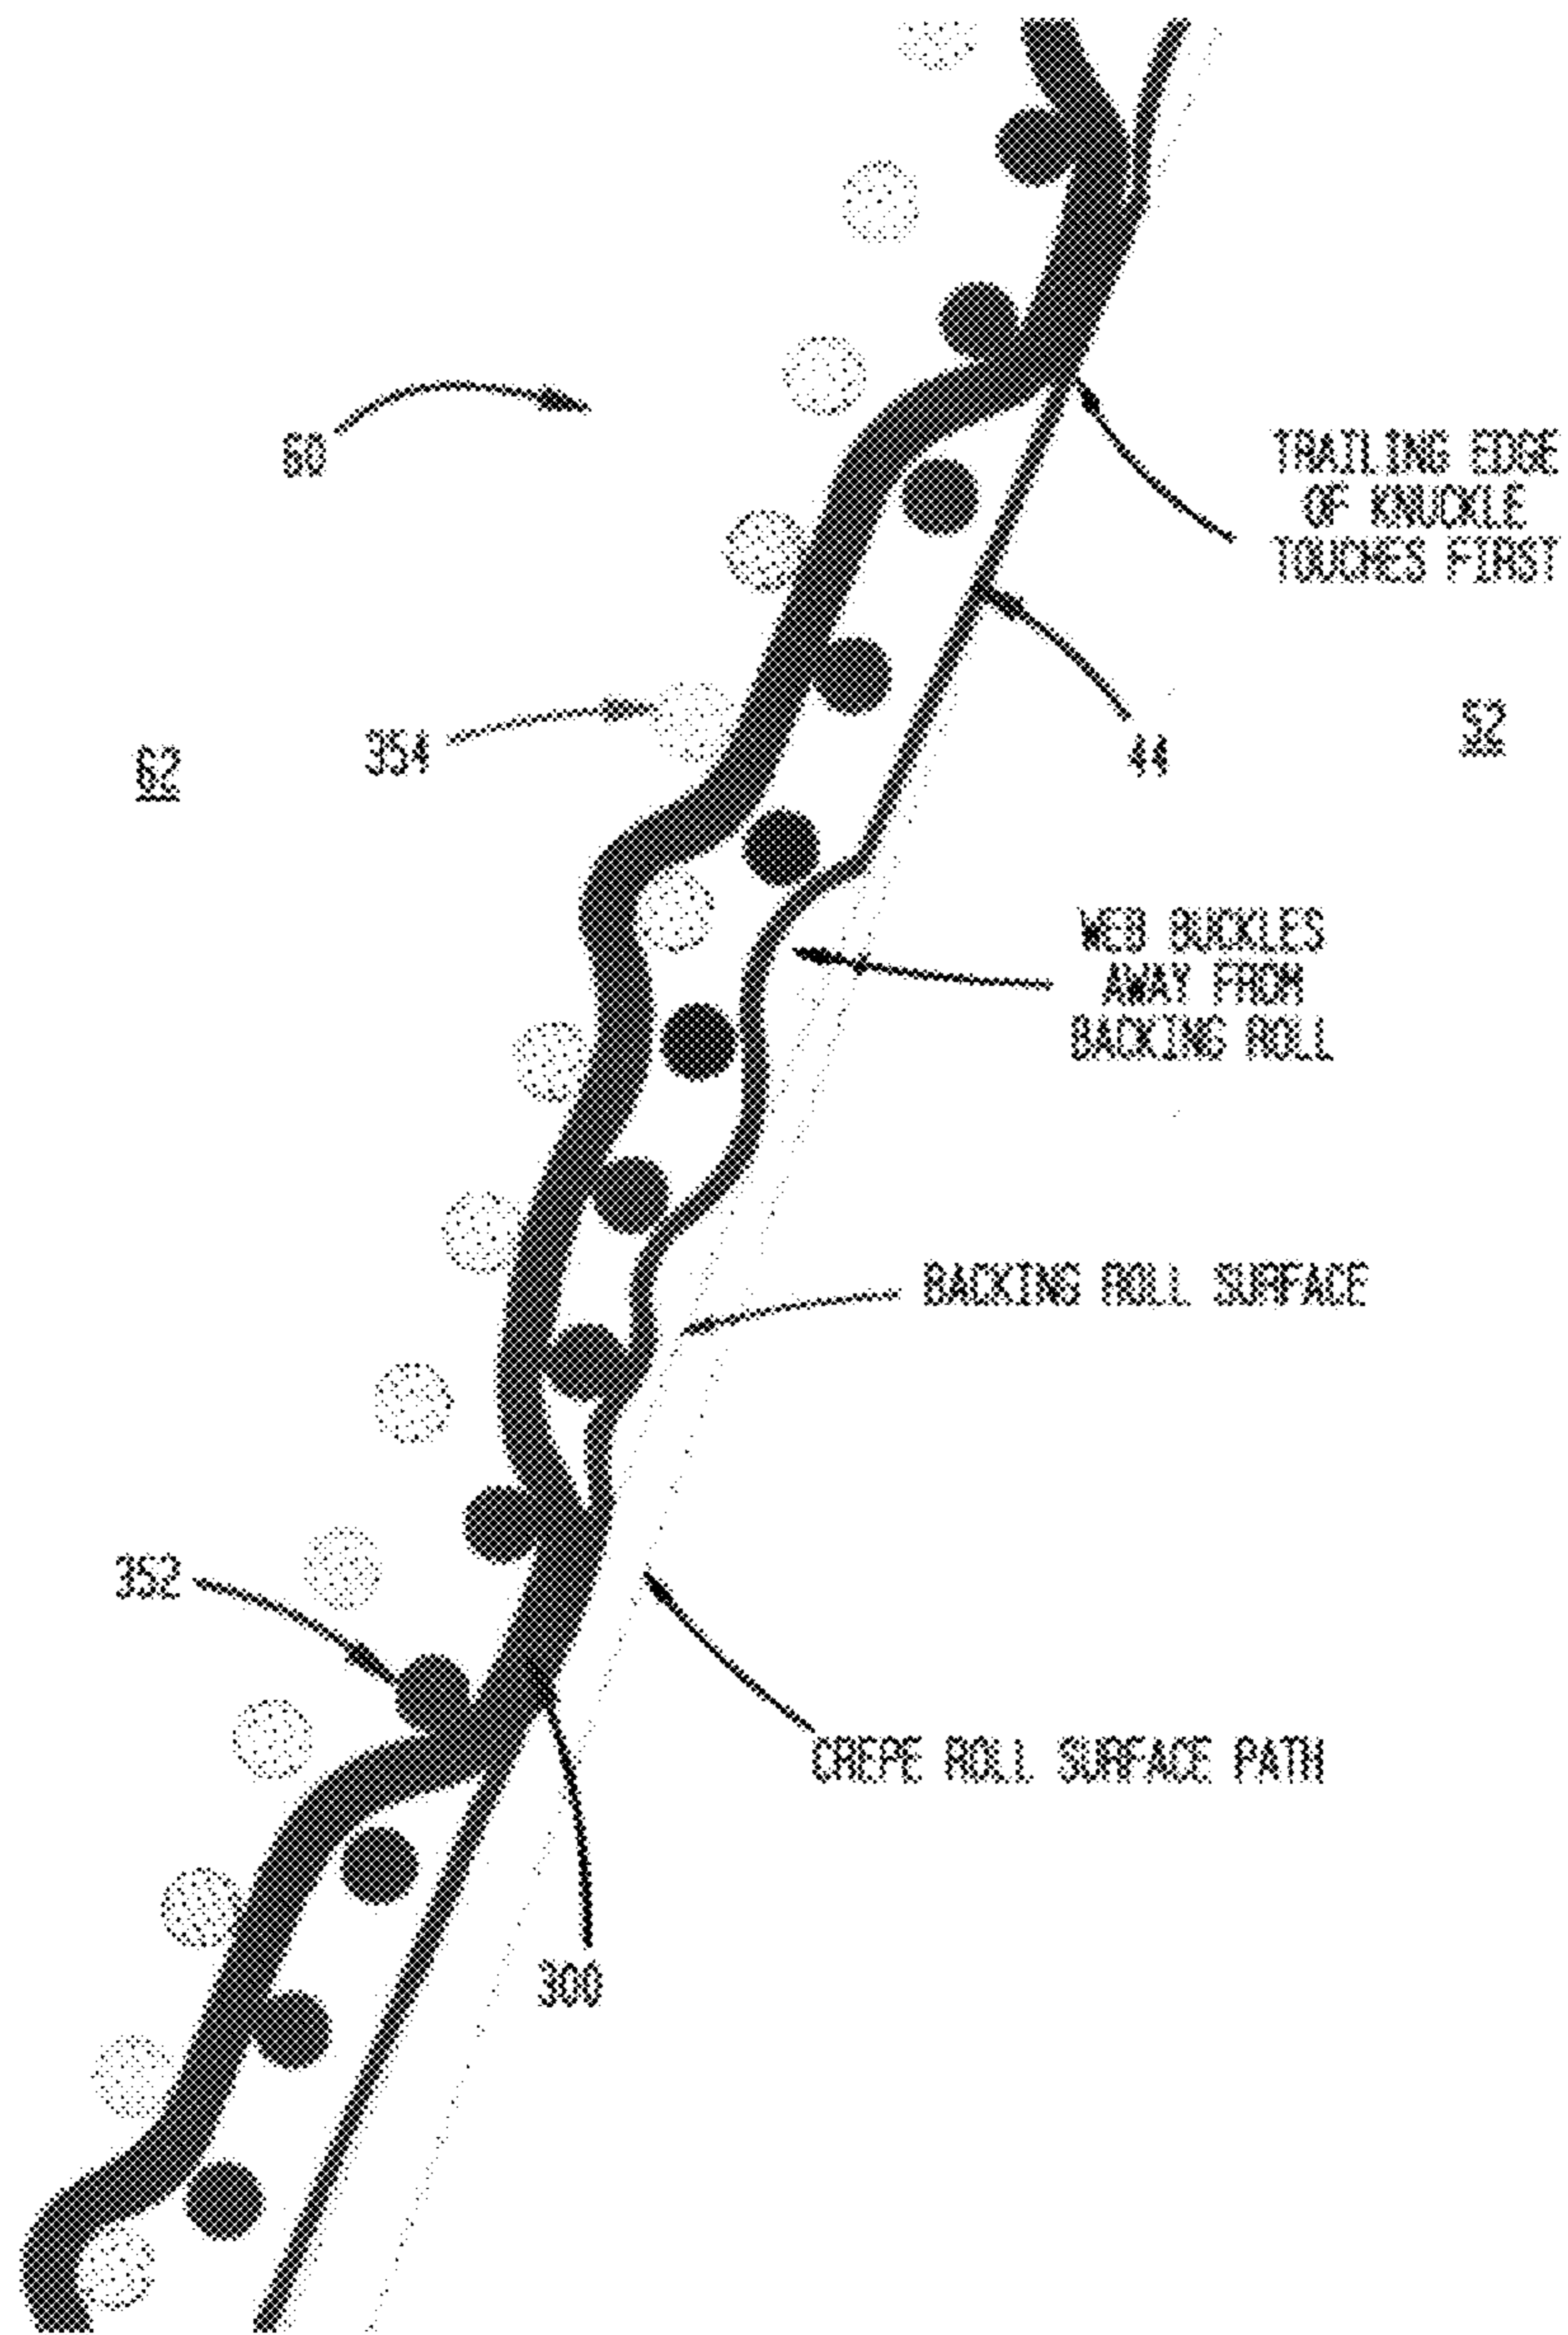 60
TRAILING EDGE
OF KNUCKLE
TOUCHES FIRST
62
354
44
52
WEB BUCKLES
AWAY FROM
BACKING ROLL
BACKING ROLL SURFACE
352
CREPE ROLL SURFACE PATH
300